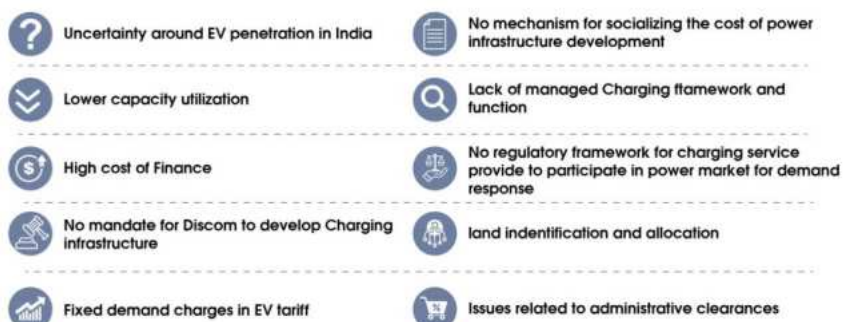 Uncertainty around EV penetration in India
Lower capacity utilization
High cost of Finance
No mandate for Discom to develop Charging
infrastructure
Fixed demand charges in EV tariff
No mechanism for socializing the cost of power
infrastructure development
Lack of managed Charging ftamework and
function
No regulatory framework for charging service
provide to participate in power market for demand
response
land indentification and allocation
Issues related to administrative clearances